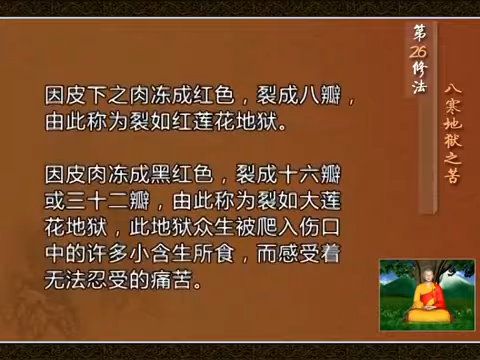 因皮下之肉冻成红色，裂成八瓣，
由此称为裂如红莲花地狱。
因皮肉冻成黑红色，裂成十六瓣
或三十二瓣，由此称为裂如大莲
花地狱，此地狱众生被爬入伤口
中的许多小含生所食，而感受着
无法忍受的痛苦。
第26修法
八寒地狱之苦